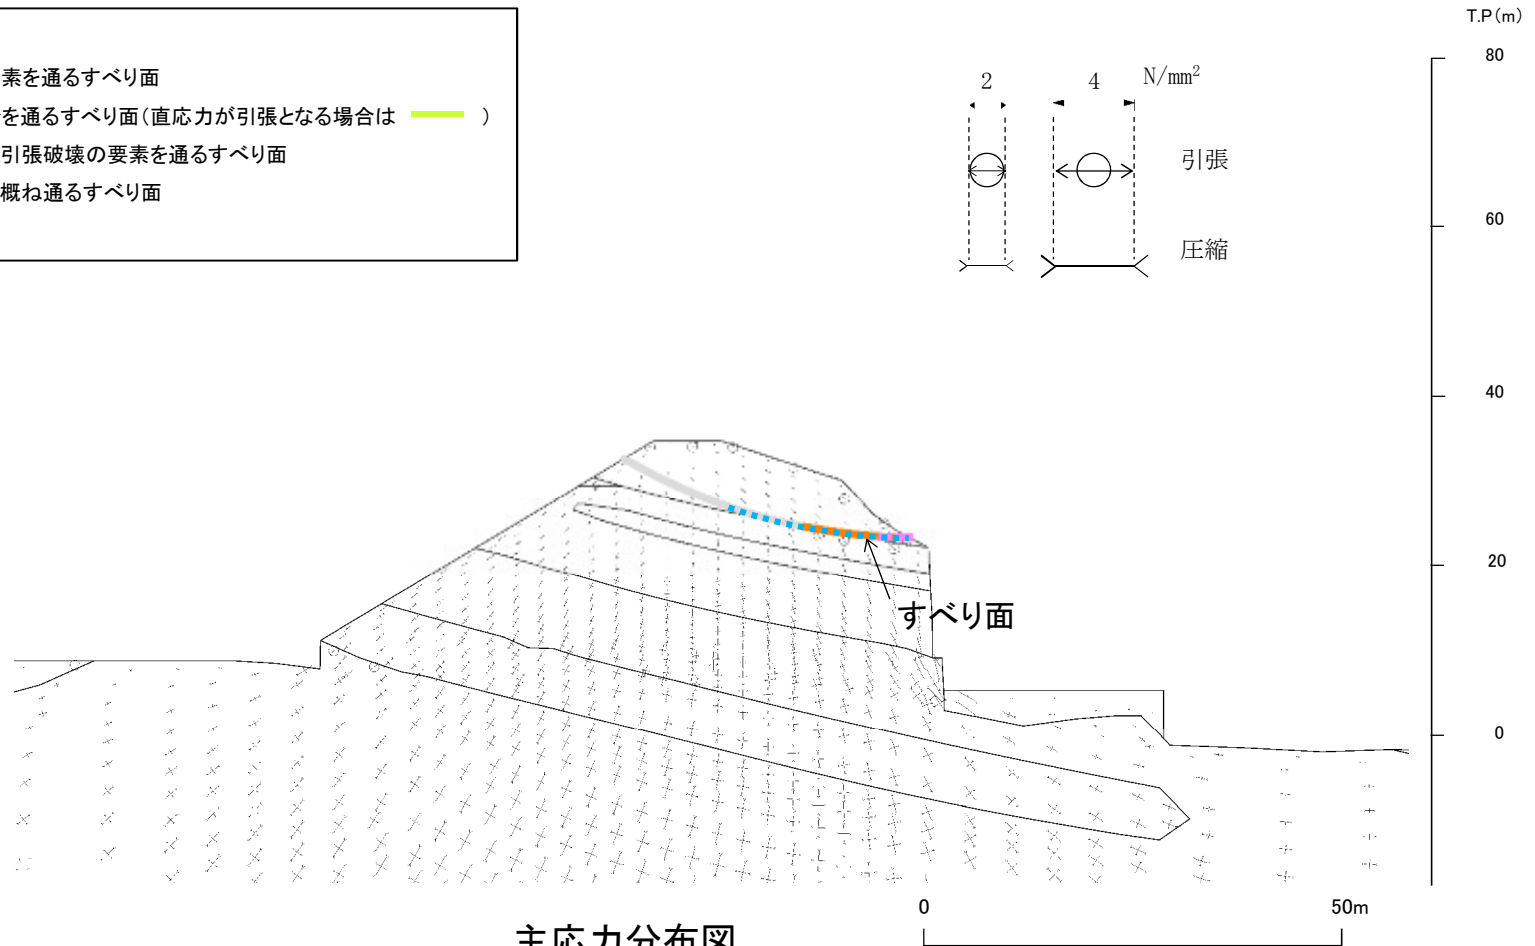 T.P(m)
素を通るすべり面
を通るすべり面(直応力が引張となる場合は )
引張破壊の要素を通るすべり面
概ね通るすべり面
2 4 N/mm²
引張
圧縮
80
60
40
20
0
すべり面
0 50m
主応力分布図